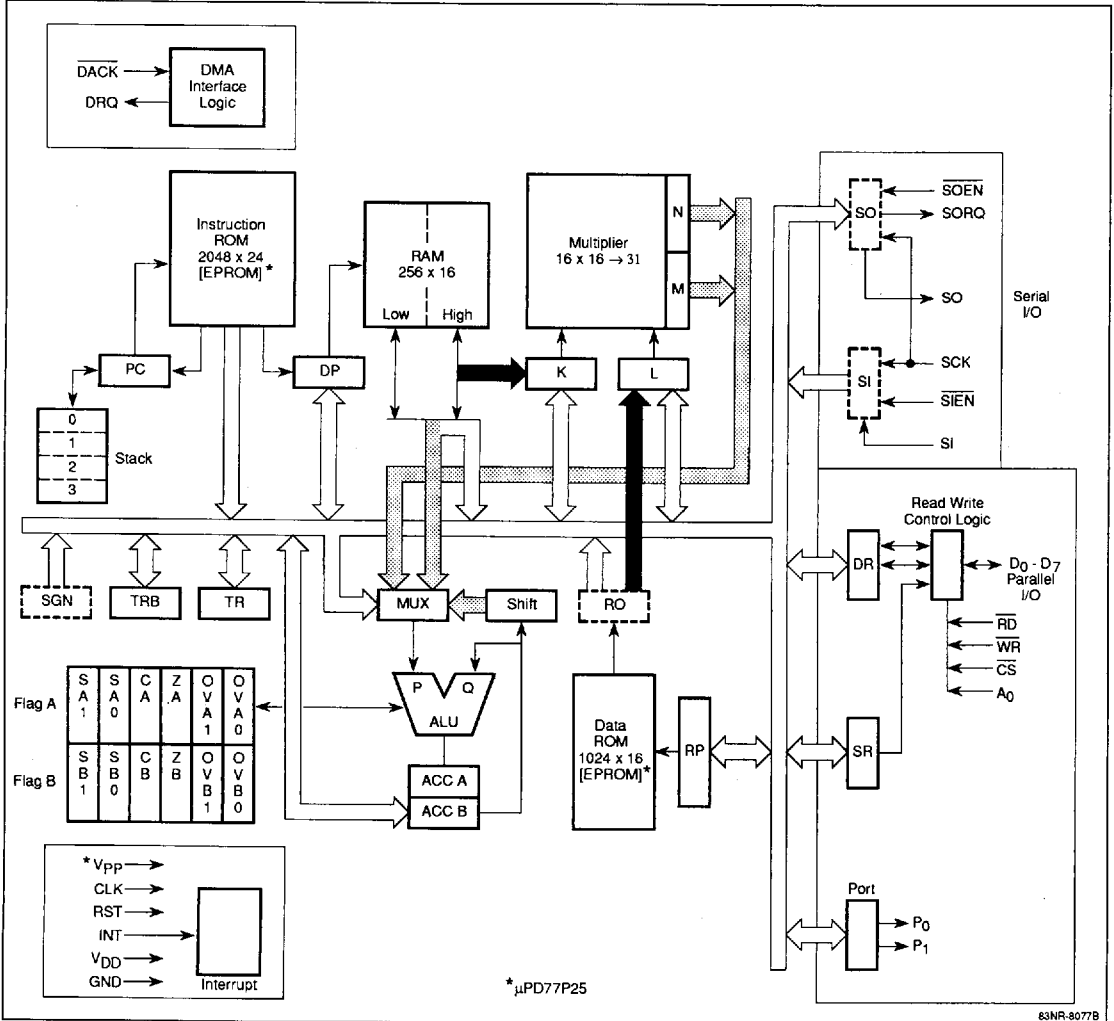 DACK
DRQ
DMA
Interface
Logic
Instruction
ROM
2048 x 24
[EPROM]*
RAM
256 x 16
Low
High
Multiplier
16 x 16 → 31
N
M
PC
DP
K
L
0
1
2
3
Stack
SO
SOEN
SORQ
SO
SCK
SI
SIEN
SI
Serial
I/O
SGN
TRB
TR
MUX
Shift
RO
Read Write
Control Logic
DR
D0 - D7
Parallel
I/O
RD
WR
CS
A0
P
Q
ALU
Flag A
SA1
SA0
CA
ZA
OVA1
OVA0
Flag B
SB1
SB0
CB
ZB
OVB1
OVB0
ACC A
ACC B
Data
ROM
1024 x 16
[EPROM]*
RP
SR
*VPP
CLK
RST
INT
VDD
GND
Interrupt
Port
P0
P1
*μPD77P25
83NR-8077B